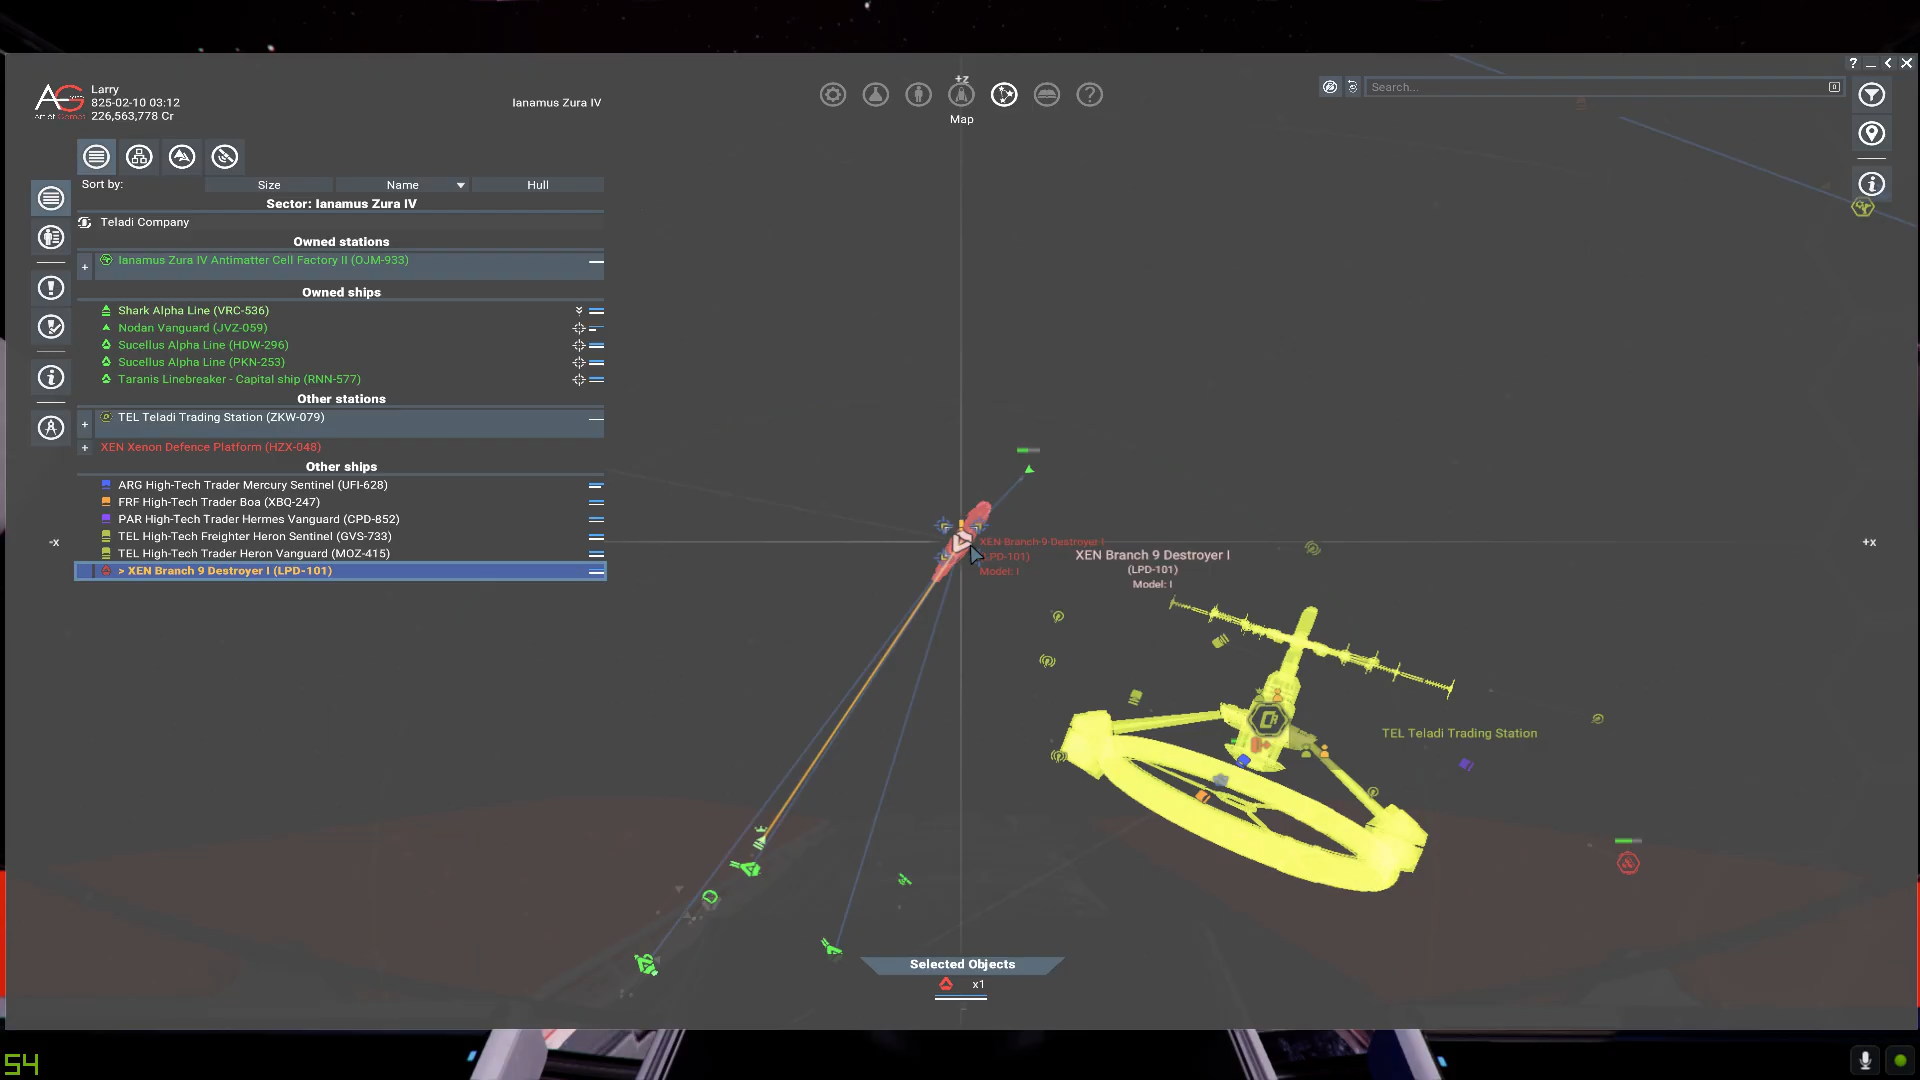 Larry
825-02-10 03:12
226,563,778 Cr
Ianamus Zura IV
+z
Map
Search...
Sort by:
Size
Name
Hull
Sector: Ianamus Zura IV
Teladi Company
Owned stations
+ Ianamus Zura IV Antimatter Cell Factory II (OJM-933)
Owned ships
Shark Alpha Line (VRC-536)
Nodan Vanguard (JVZ-059)
Sucellus Alpha Line (HDW-296)
Sucellus Alpha Line (PKN-253)
Taranis Linebreaker - Capital ship (RNN-577)
Other stations
+ TEL Teladi Trading Station (ZKW-079)
+ XEN Xenon Defence Platform (HZX-048)
Other ships
ARG High-Tech Trader Mercury Sentinel (UFI-628)
FRF High-Tech Trader Boa (XBQ-247)
PAR High-Tech Trader Hermes Vanguard (CPD-852)
TEL High-Tech Freighter Heron Sentinel (GVS-733)
TEL High-Tech Trader Heron Vanguard (MOZ-415)
> XEN Branch 9 Destroyer I (LPD-101)
-x
+x
XEN Branch 9 Destroyer I
(LPD-101)
Model: I
XEN Branch 9 Destroyer I
(LPD-101)
Model: I
TEL Teladi Trading Station
Selected Objects
x1
54